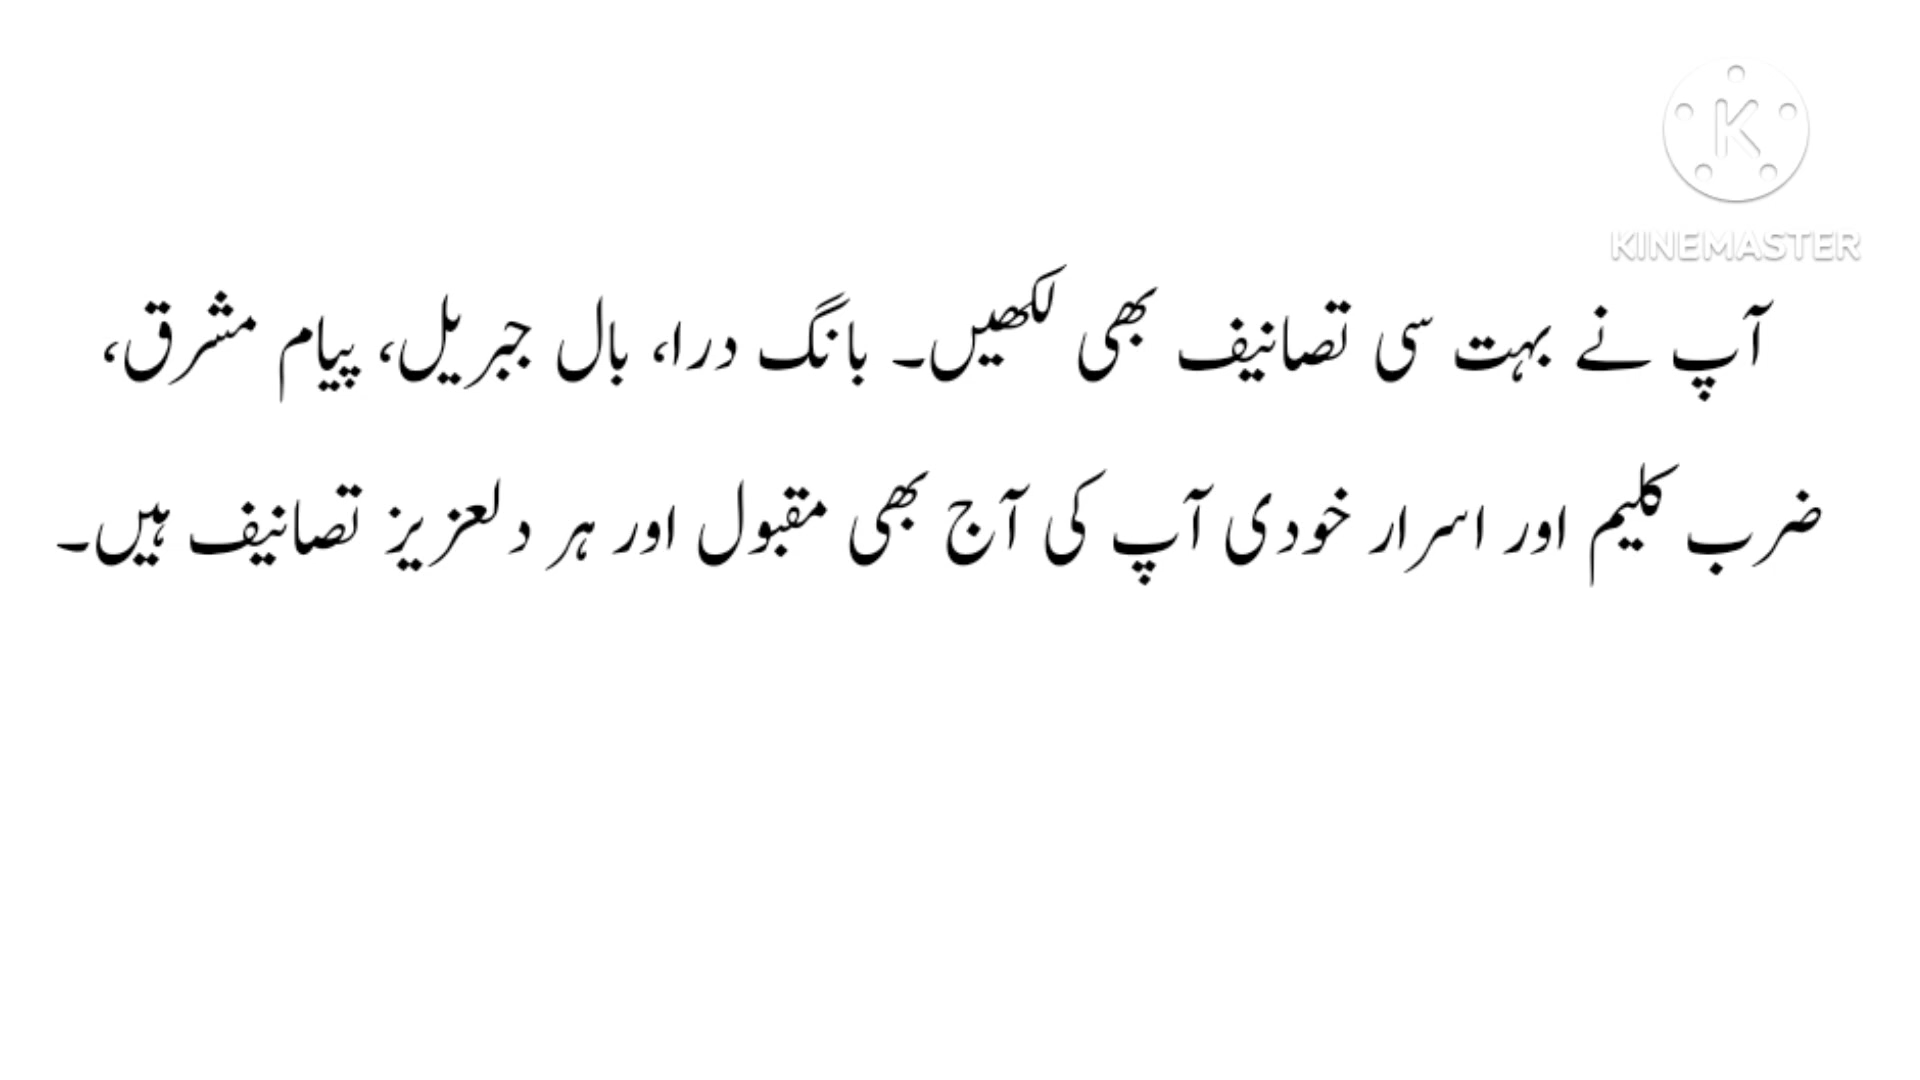 KINEMASTER
آپ نے بہت سی تصانیف بھی لکھیں۔ بانگ درا، بال جبریل، پیام مشرق،
ضرب کلیم اور اسرار خودی آپ کی آج بھی مقبول اور ہر دلعزیز تصانیف ہیں۔